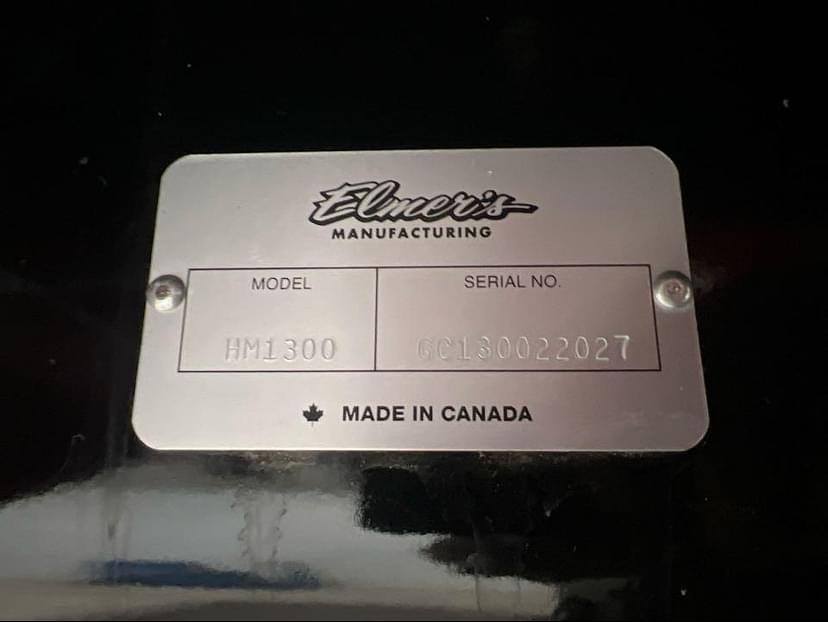 Elmer's
MANUFACTURING
MODEL SERIAL NO.
HM1300 GC130022027
MADE IN CANADA